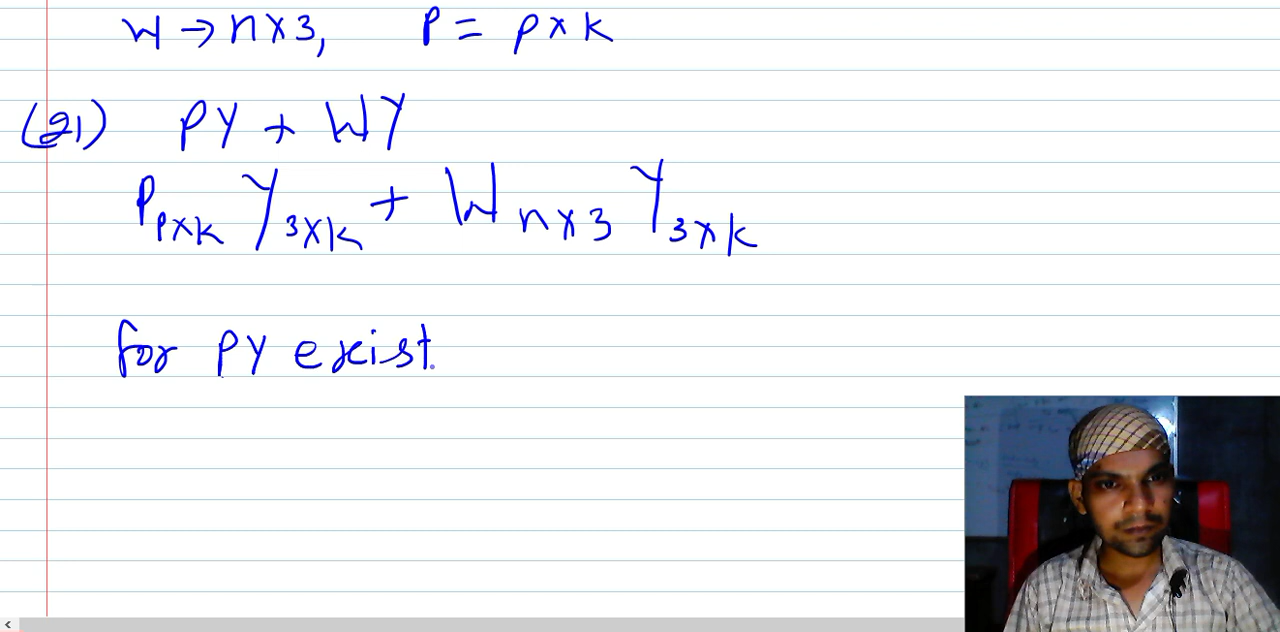 W → n×3, P = p×k
(21) PY + WY
P p×k Y 3×k + W n×3 Y 3×k
for PY exist.